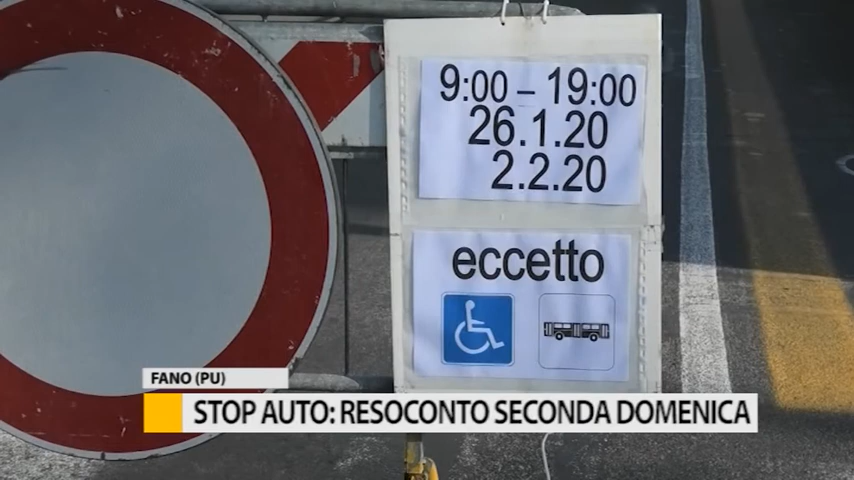 9:00 – 19:00
26.1.20
2.2.20
eccetto
FANO (PU)
STOP AUTO: RESOCONTO SECONDA DOMENICA